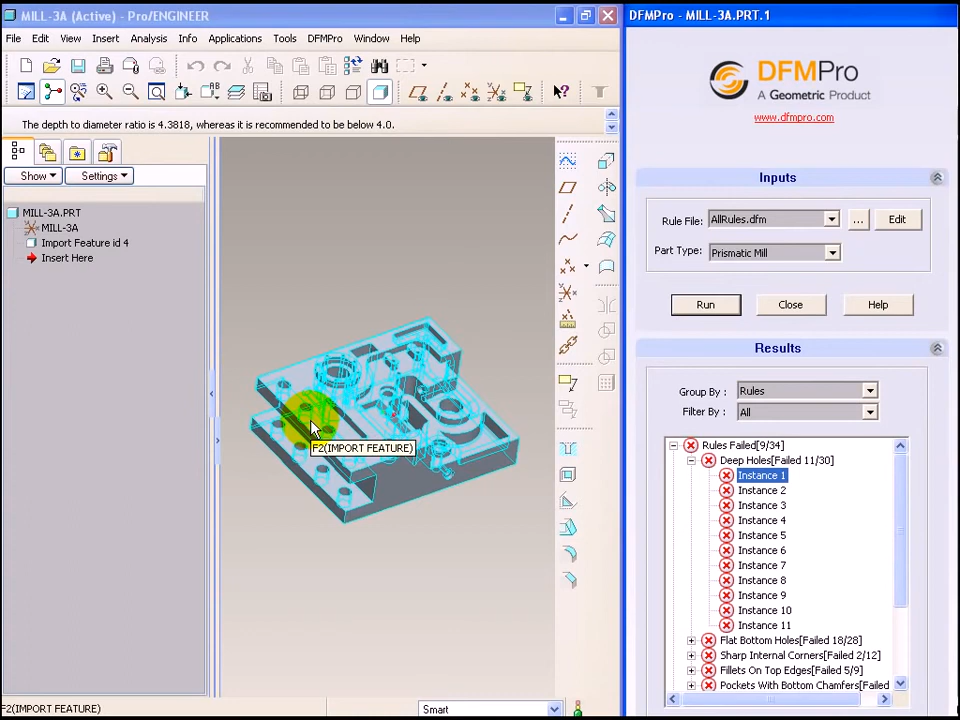 MILL-3A (Active) - Pro/ENGINEER
File Edit View Insert Analysis Info Applications Tools DFMPro Window Help
The depth to diameter ratio is 4.3818, whereas it is recommended to be below 4.0.
Show Settings
MILL-3A.PRT
MILL-3A
Import Feature id 4
Insert Here
F2(IMPORT FEATURE)
F2(IMPORT FEATURE)
Smart
DFMPro - MILL-3A.PRT.1
DFMPro
A Geometric Product
www.dfmpro.com
Inputs
Rule File: AllRules.dfm ... Edit
Part Type: Prismatic Mill
Run Close Help
Results
Group By : Rules
Filter By : All
Rules Failed[9/34]
Deep Holes[Failed 11/30]
Instance 1
Instance 2
Instance 3
Instance 4
Instance 5
Instance 6
Instance 7
Instance 8
Instance 9
Instance 10
Instance 11
Flat Bottom Holes[Failed 18/28]
Sharp Internal Corners[Failed 2/12]
Fillets On Top Edges[Failed 5/9]
Pockets With Bottom Chamfers[Failed